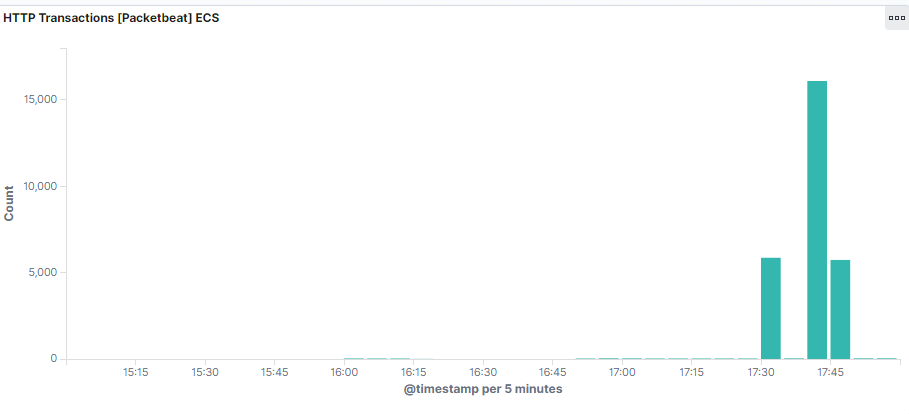 HTTP Transactions [Packetbeat] ECS
15,000
10,000
5,000
0
Count
15:15 15:30 15:45 16:00 16:15 16:30 16:45 17:00 17:15 17:30 17:45
@timestamp per 5 minutes